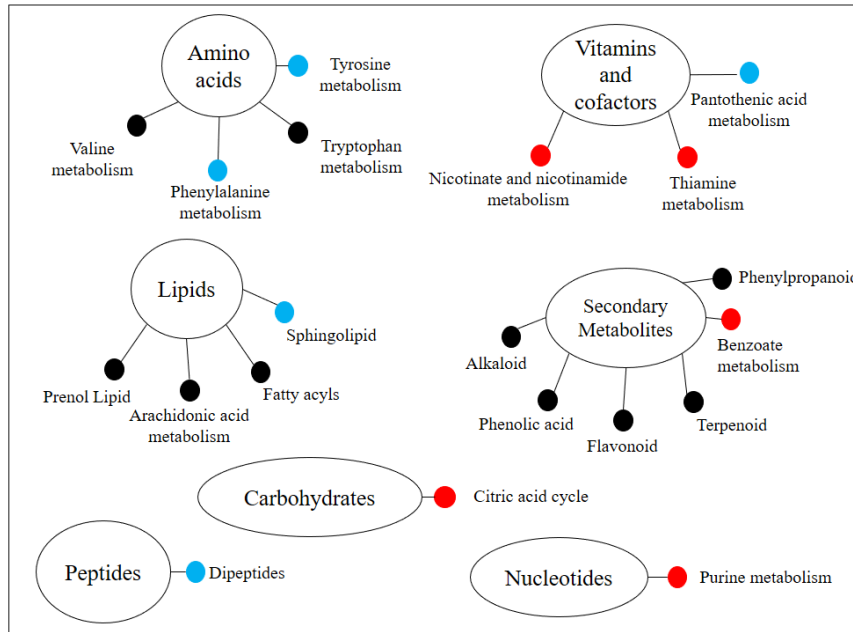 Amino
acids
Tyrosine
metabolism
Valine
metabolism
Tryptophan
metabolism
Phenylalanine
metabolism
Vitamins
and
cofactors
Pantothenic acid
metabolism
Nicotinate and nicotinamide
metabolism
Thiamine
metabolism
Lipids
Sphingolipid
Prenol Lipid
Arachidonic acid
metabolism
Fatty acyls
Secondary
Metabolites
Phenylpropanoid
Benzoate
metabolism
Alkaloid
Phenolic acid
Flavonoid
Terpenoid
Carbohydrates
Citric acid cycle
Peptides
Dipeptides
Nucleotides
Purine metabolism